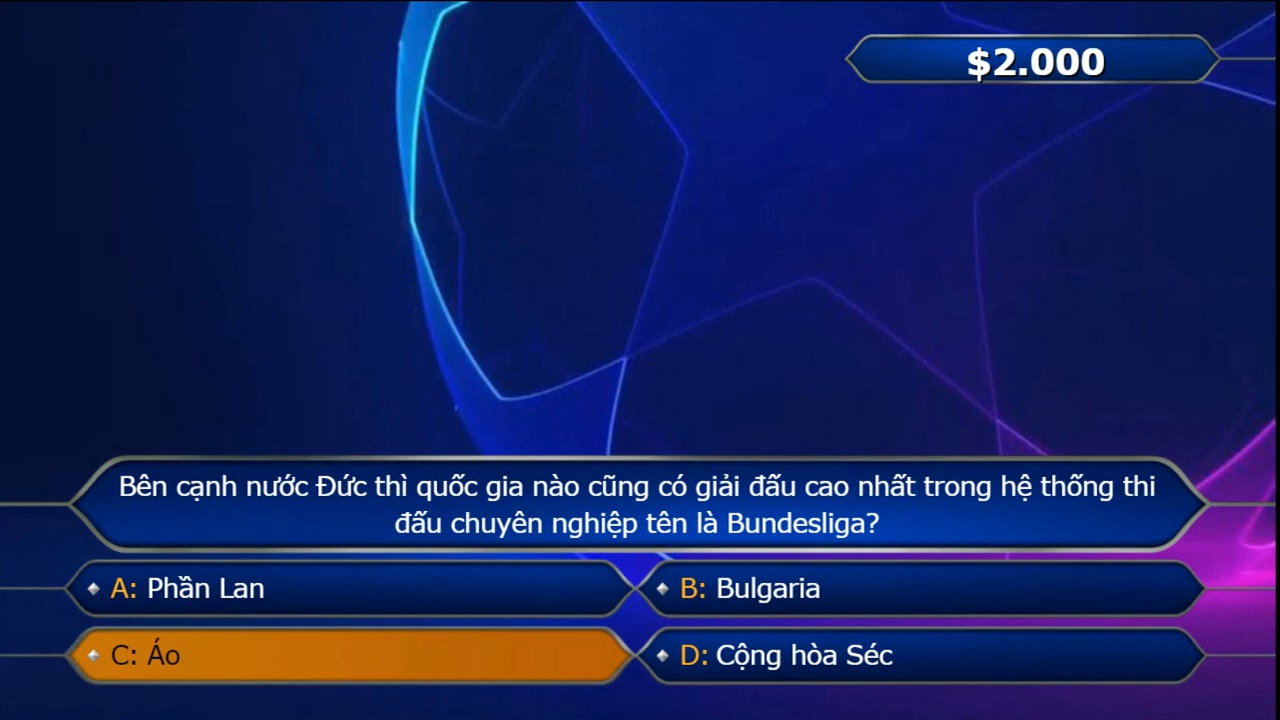 $2.000
Bên cạnh nước Đức thì quốc gia nào cũng có giải đấu cao nhất trong hệ thống thi
đấu chuyên nghiệp tên là Bundesliga?
A: Phần Lan
B: Bulgaria
C: Áo
D: Cộng hòa Séc